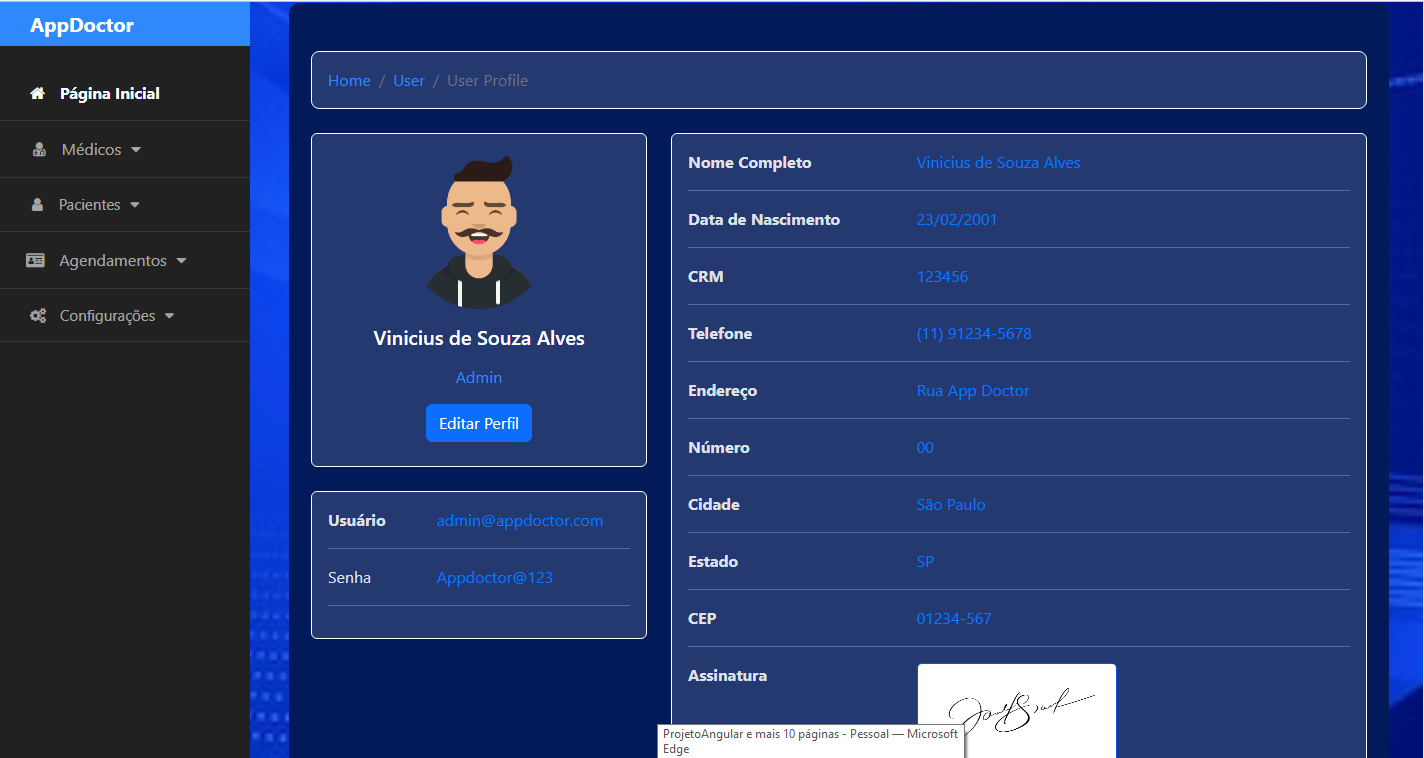 AppDoctor
Página Inicial
Médicos
Pacientes
Agendamentos
Configurações
Home / User / User Profile
Vinicius de Souza Alves
Admin
Editar Perfil
Usuário admin@appdoctor.com
Senha Appdoctor@123
Nome Completo Vinicius de Souza Alves
Data de Nascimento 23/02/2001
CRM 123456
Telefone (11) 91234-5678
Endereço Rua App Doctor
Número 00
Cidade São Paulo
Estado SP
CEP 01234-567
Assinatura
ProjetoAngular e mais 10 páginas - Pessoal — Microsoft
Edge